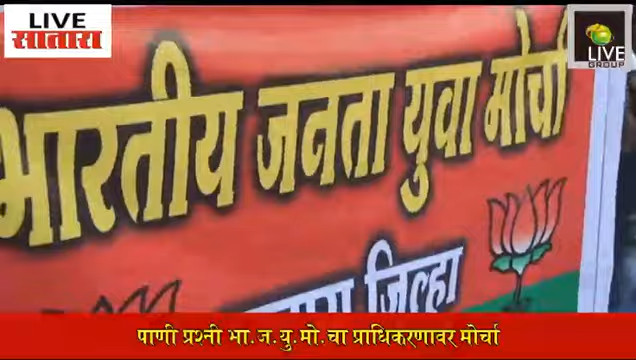 LIVE
सातारा
LIVE
GROUP
भारतीय जनता युवा मोर्चा
जिल्हा
पाणी प्रश्नी भा.ज.यु.मो.चा प्राधिकरणावर मोर्चा